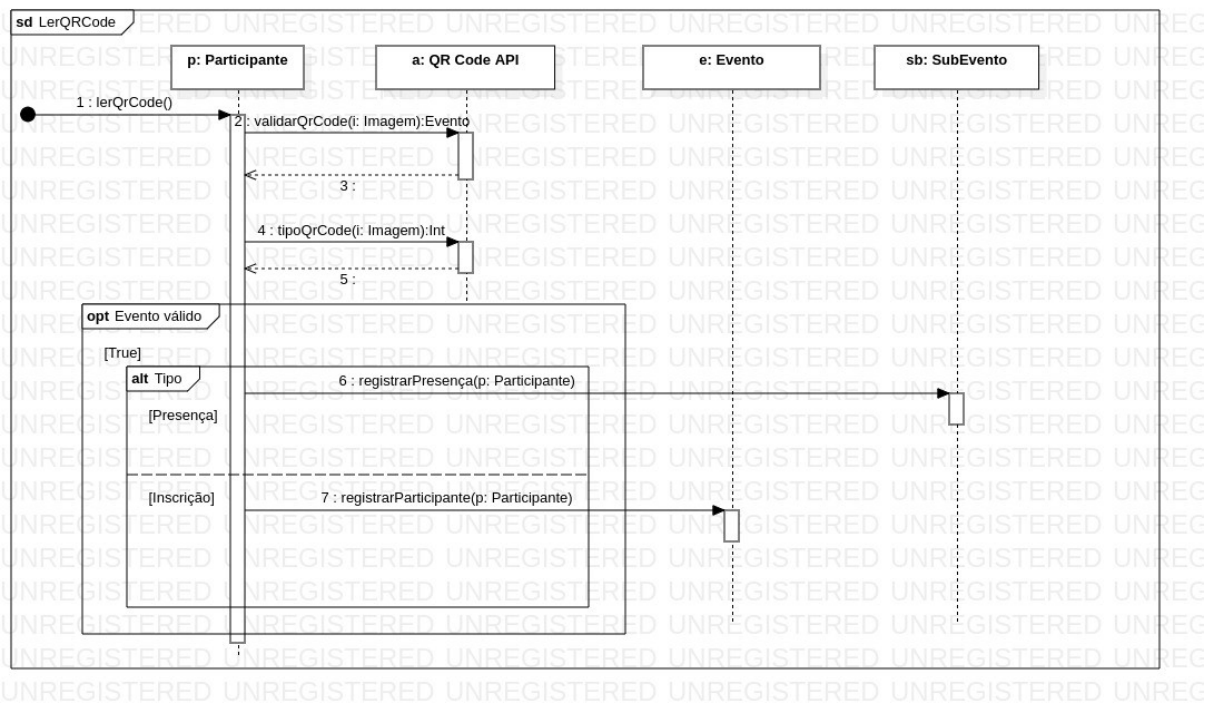 sd LerQRCode
p: Participante
a: QR Code API
e: Evento
sb: SubEvento
1 : lerQrCode()
2 : validarQrCode(i: Imagem):Evento
3 :
4 : tipoQrCode(i: Imagem):Int
5 :
opt Evento válido
[True]
alt Tipo
6 : registrarPresença(p: Participante)
[Presença]
[Inscrição]
7 : registrarParticipante(p: Participante)
UNREGISTERED UNREGISTERED UNREGISTERED UNREGISTERED UNREGISTERED UNREG